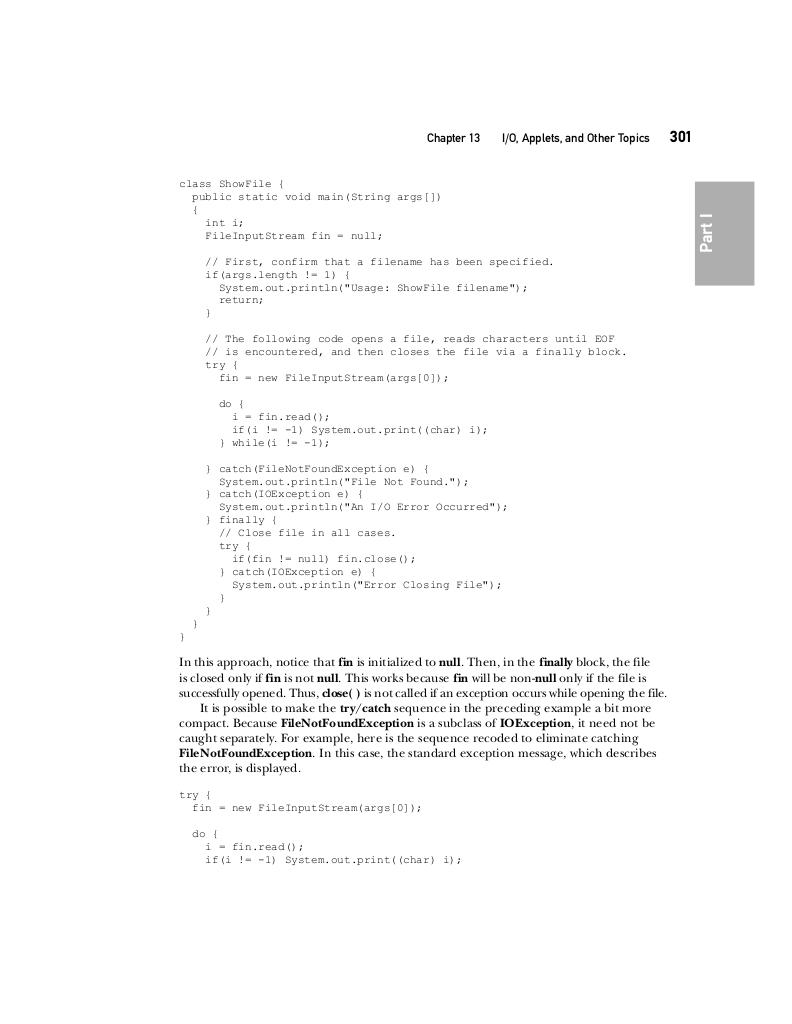 Chapter 13 I/O, Applets, and Other Topics 301
Part I
class ShowFile {
  public static void main(String args[])
  {
    int i;
    FileInputStream fin = null;

    // First, confirm that a filename has been specified.
    if(args.length != 1) {
      System.out.println("Usage: ShowFile filename");
      return;
    }

    // The following code opens a file, reads characters until EOF
    // is encountered, and then closes the file via a finally block.
    try {
      fin = new FileInputStream(args[0]);

      do {
        i = fin.read();
        if(i != -1) System.out.print((char) i);
      } while(i != -1);

    } catch(FileNotFoundException e) {
      System.out.println("File Not Found.");
    } catch(IOException e) {
      System.out.println("An I/O Error Occurred");
    } finally {
      // Close file in all cases.
      try {
        if(fin != null) fin.close();
      } catch(IOException e) {
        System.out.println("Error Closing File");
      }
    }
  }
}
In this approach, notice that fin is initialized to null. Then, in the finally block, the file
is closed only if fin is not null. This works because fin will be non-null only if the file is
successfully opened. Thus, close( ) is not called if an exception occurs while opening the file.
It is possible to make the try/catch sequence in the preceding example a bit more
compact. Because FileNotFoundException is a subclass of IOException, it need not be
caught separately. For example, here is the sequence recoded to eliminate catching
FileNotFoundException. In this case, the standard exception message, which describes
the error, is displayed.
try {
  fin = new FileInputStream(args[0]);

  do {
    i = fin.read();
    if(i != -1) System.out.print((char) i);